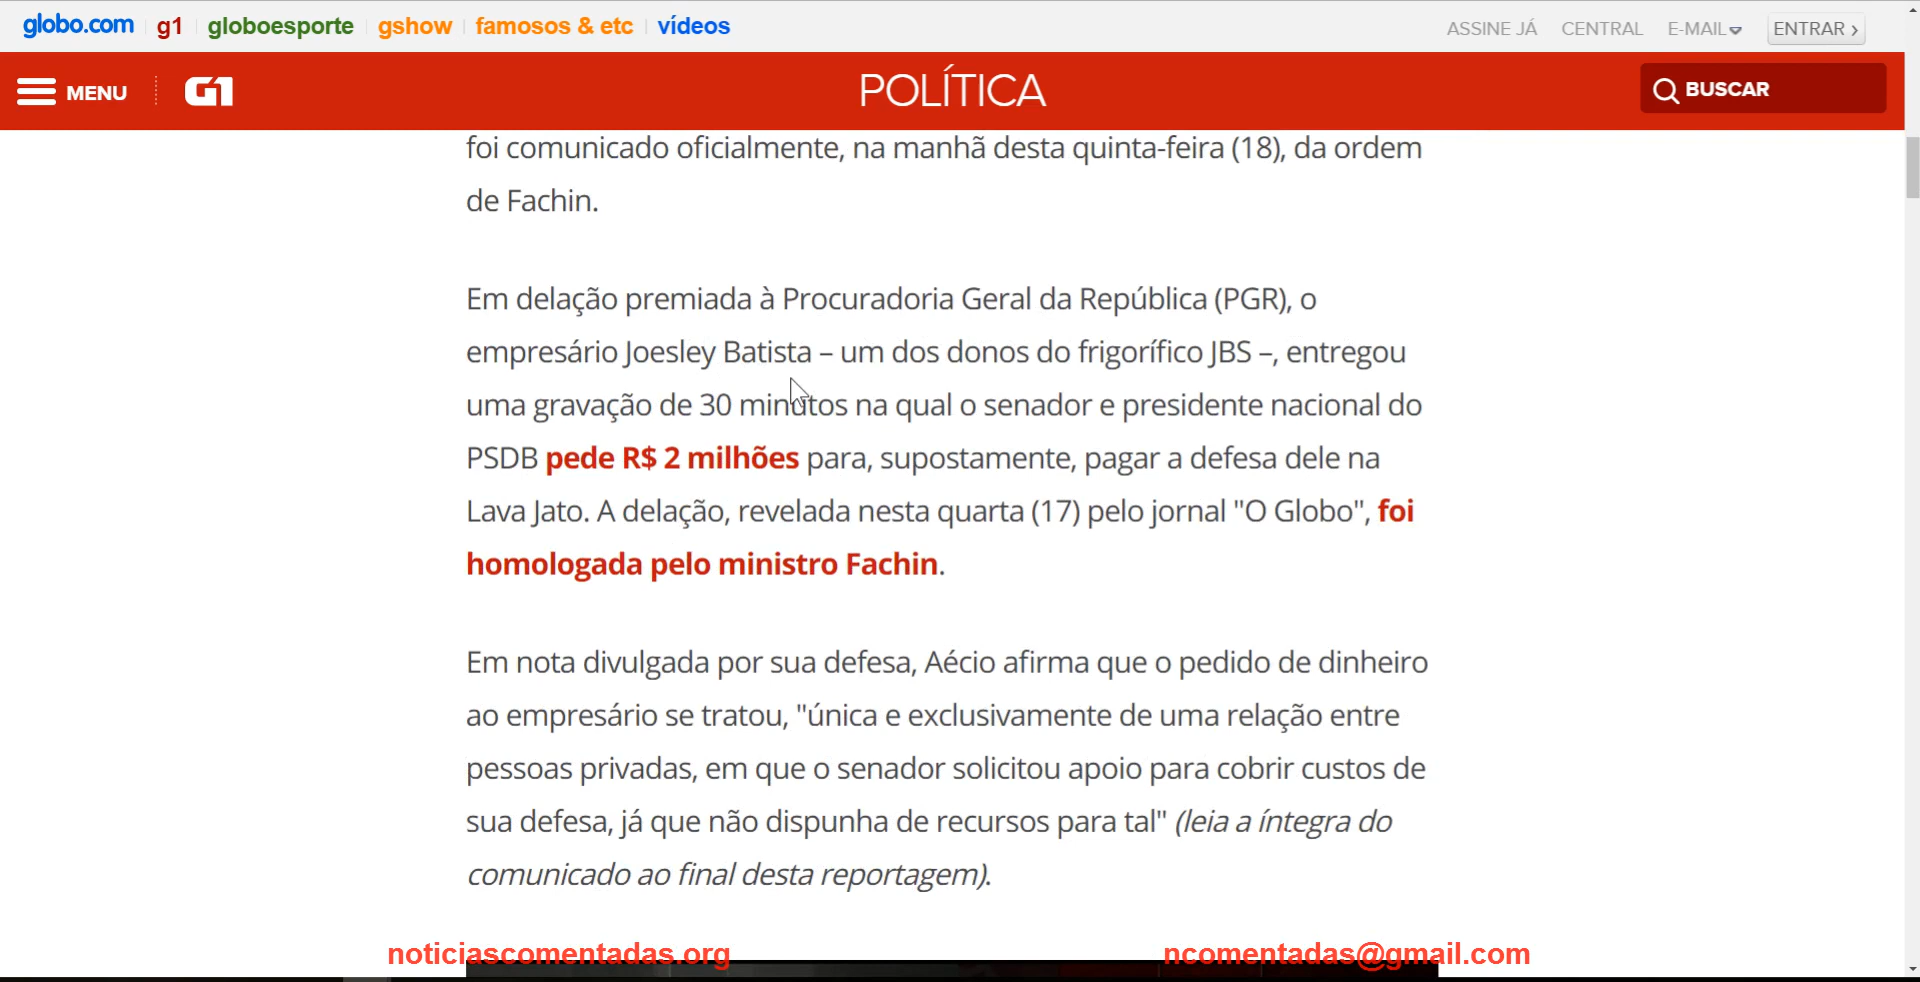 globo.com g1 globoesporte gshow famosos & etc vídeos ASSINE JÁ CENTRAL E-MAIL ENTRAR ›
MENU G1 POLÍTICA BUSCAR
foi comunicado oficialmente, na manhã desta quinta-feira (18), da ordem
de Fachin.
Em delação premiada à Procuradoria Geral da República (PGR), o
empresário Joesley Batista – um dos donos do frigorífico JBS –, entregou
uma gravação de 30 minutos na qual o senador e presidente nacional do
PSDB pede R$ 2 milhões para, supostamente, pagar a defesa dele na
Lava Jato. A delação, revelada nesta quarta (17) pelo jornal "O Globo", foi
homologada pelo ministro Fachin.
Em nota divulgada por sua defesa, Aécio afirma que o pedido de dinheiro
ao empresário se tratou, "única e exclusivamente de uma relação entre
pessoas privadas, em que o senador solicitou apoio para cobrir custos de
sua defesa, já que não dispunha de recursos para tal" (leia a íntegra do
comunicado ao final desta reportagem).
noticiascomentadas.org ncomentadas@gmail.com